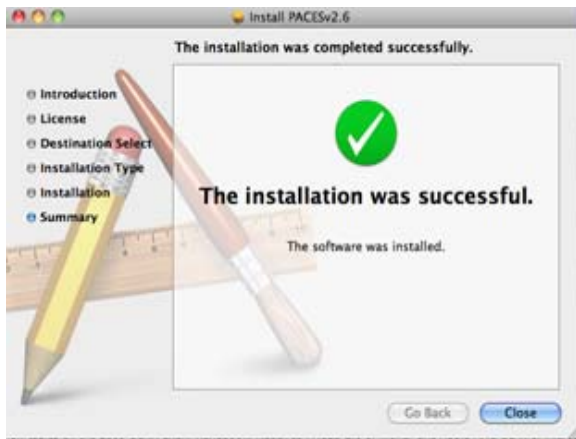 Install PACESv2.6
The installation was completed successfully.
Introduction
License
Destination Select
Installation Type
Installation
Summary
The installation was successful.
The software was installed.
Go Back
Close